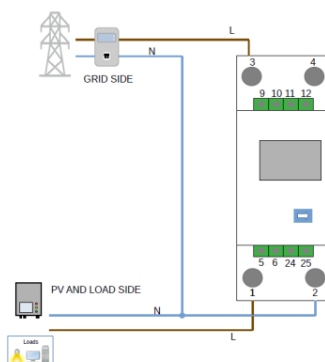 L
N
GRID SIDE
3 4
9 10 11 12
5 6 24 25
PV AND LOAD SIDE
1 2
N
L
Loads